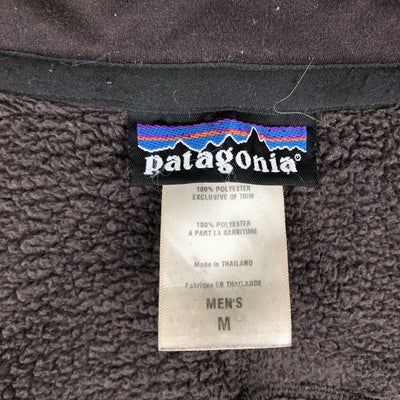 patagonia®
100% POLYESTER
EXCLUSIVE OF TRIM
100% POLYESTER
À PART LA GARNITURE
Made in THAILAND
Fabriqué en THAILANDE
MEN'S
M